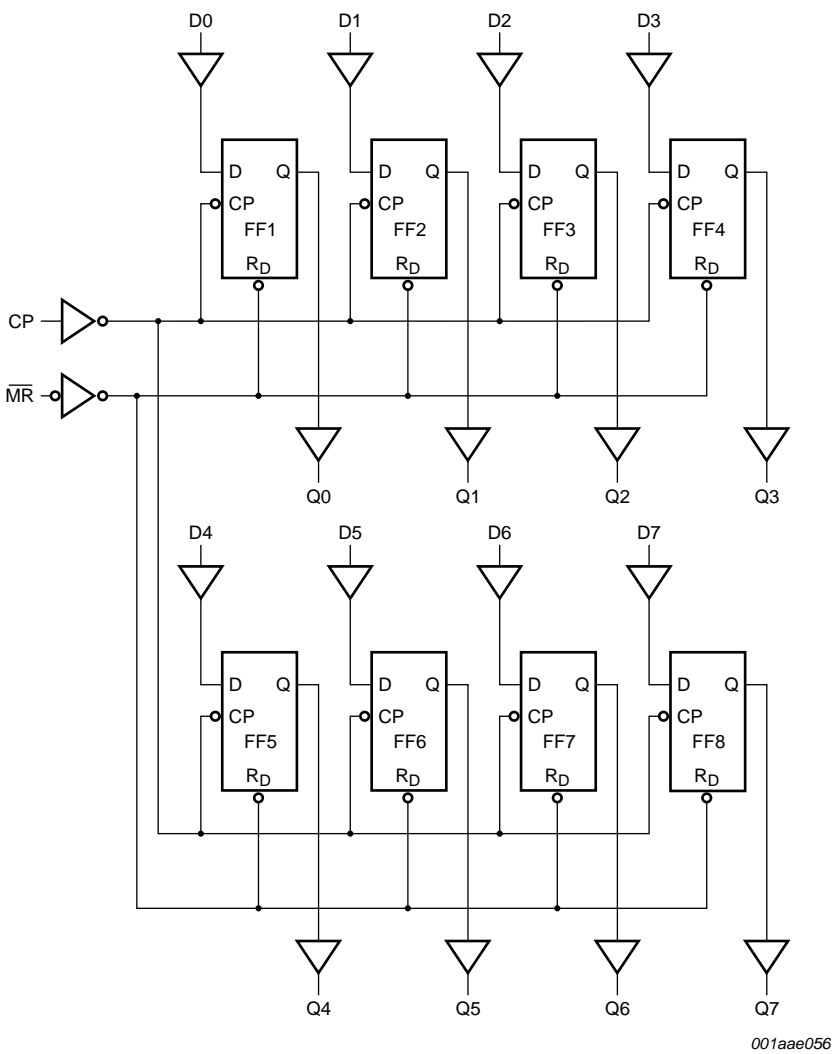 D0 D1 D2 D3
D Q D Q D Q D Q
CP CP CP CP
FF1 FF2 FF3 FF4
RD RD RD RD
CP
M̅R̅
Q0 Q1 Q2 Q3
D4 D5 D6 D7
D Q D Q D Q D Q
CP CP CP CP
FF5 FF6 FF7 FF8
RD RD RD RD
Q4 Q5 Q6 Q7
001aae056